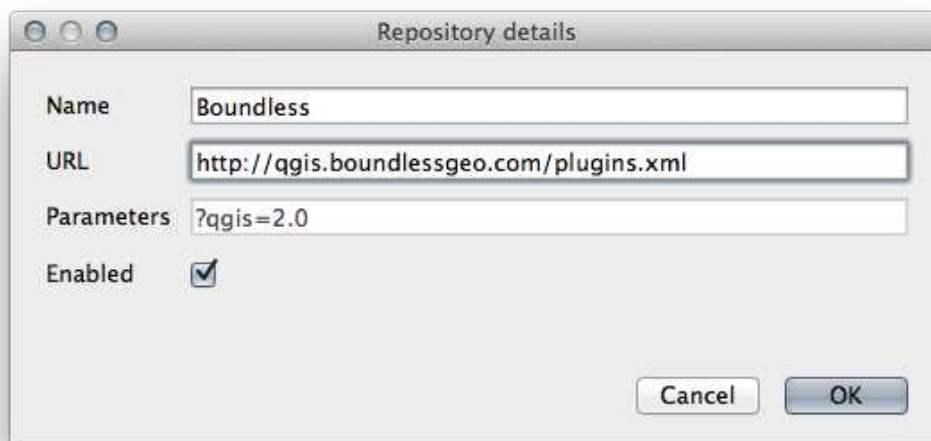 Repository details
Name Boundless
URL http://qgis.boundlessgeo.com/plugins.xml
Parameters ?qgis=2.0
Enabled
Cancel OK